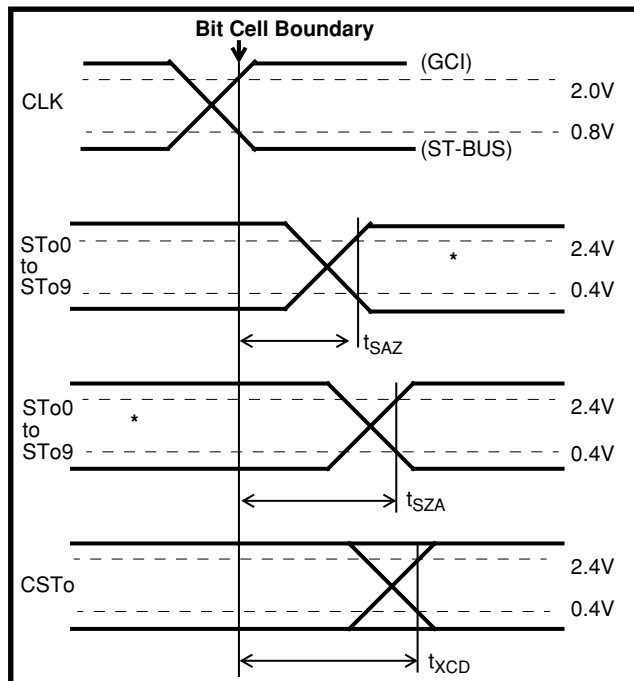 Bit Cell Boundary
(GCI)
CLK
2.0V
0.8V
(ST-BUS)
STo0
to
STo9
*
2.4V
0.4V
tSAZ
STo0
to
STo9
*
2.4V
0.4V
tSZA
CSTo
2.4V
0.4V
tXCD